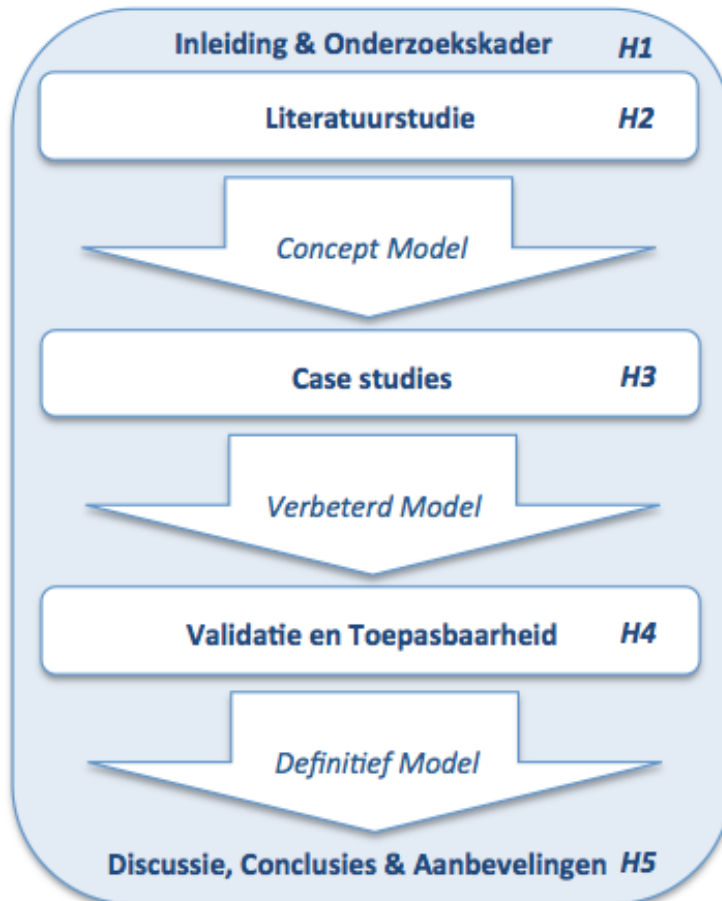 Inleiding & Onderzoekskader H1
Literatuurstudie H2
Concept Model
Case studies H3
Verbeterd Model
Validatie en Toepasbaarheid H4
Definitief Model
Discussie, Conclusies & Aanbevelingen H5